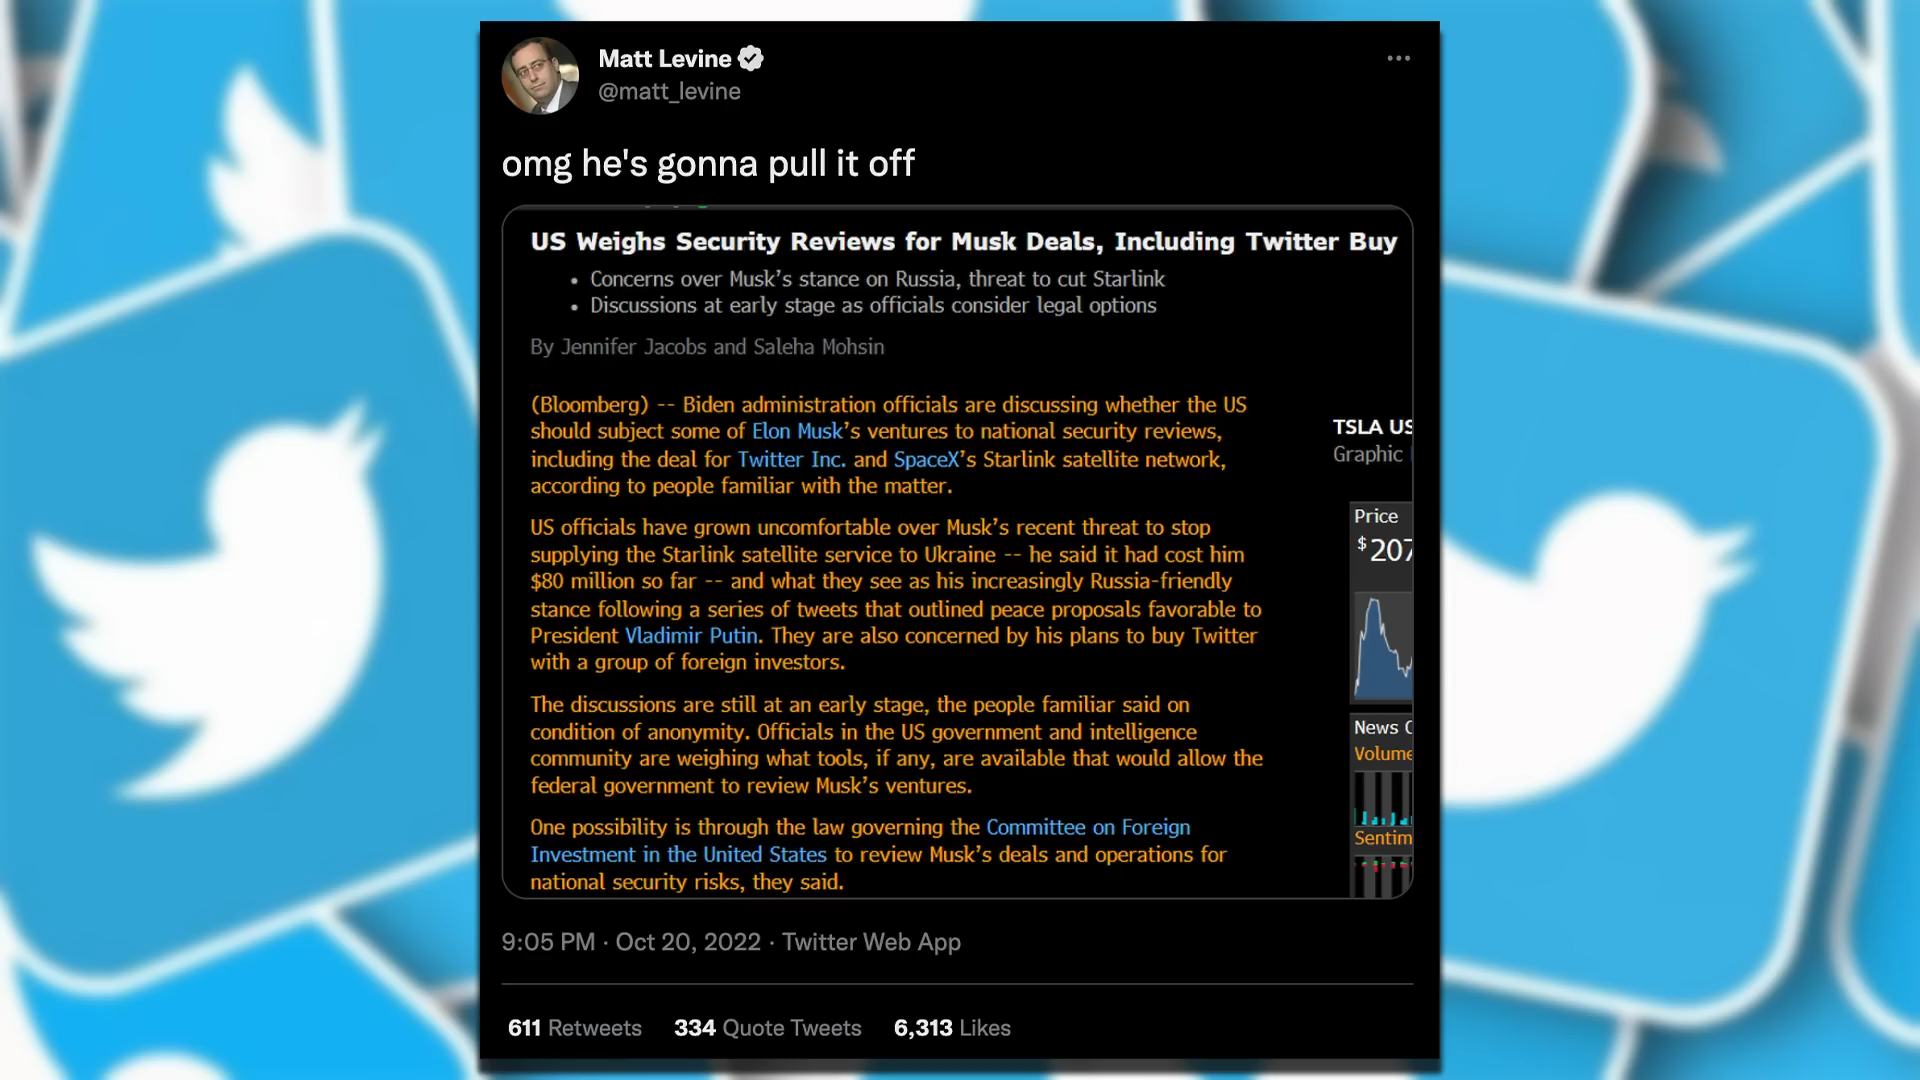 Matt Levine
@matt_levine
omg he's gonna pull it off
US Weighs Security Reviews for Musk Deals, Including Twitter Buy
• Concerns over Musk's stance on Russia, threat to cut Starlink
• Discussions at early stage as officials consider legal options
By Jennifer Jacobs and Saleha Mohsin
(Bloomberg) -- Biden administration officials are discussing whether the US
should subject some of Elon Musk's ventures to national security reviews,
including the deal for Twitter Inc. and SpaceX's Starlink satellite network,
according to people familiar with the matter.
US officials have grown uncomfortable over Musk's recent threat to stop
supplying the Starlink satellite service to Ukraine -- he said it had cost him
$80 million so far -- and what they see as his increasingly Russia-friendly
stance following a series of tweets that outlined peace proposals favorable to
President Vladimir Putin. They are also concerned by his plans to buy Twitter
with a group of foreign investors.
The discussions are still at an early stage, the people familiar said on
condition of anonymity. Officials in the US government and intelligence
community are weighing what tools, if any, are available that would allow the
federal government to review Musk's ventures.
One possibility is through the law governing the Committee on Foreign
Investment in the United States to review Musk's deals and operations for
national security risks, they said.
TSLA US
Graphic
Price
$207
News
Volume
Sentim
9:05 PM · Oct 20, 2022 · Twitter Web App
611 Retweets 334 Quote Tweets 6,313 Likes